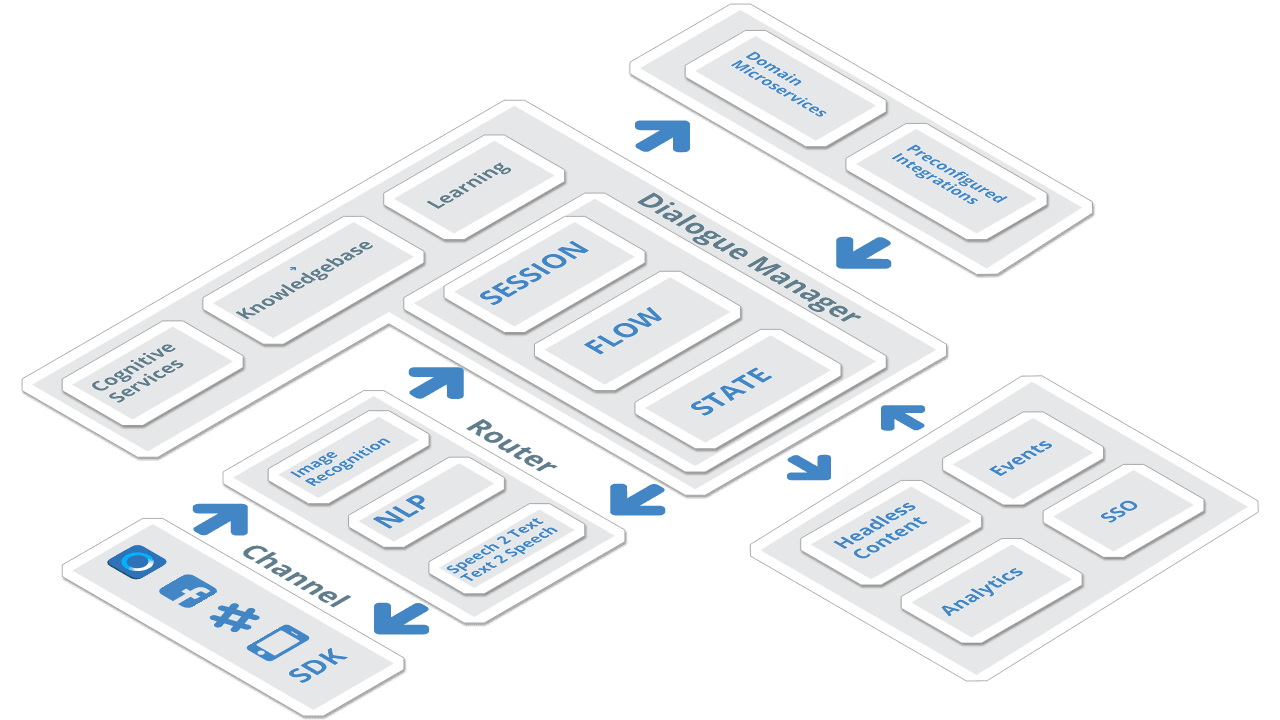 Domain
Microservices
Preconfigured
Integrations
Learning
Knowledgebase
Cognitive
Services
Dialogue Manager
SESSION
FLOW
STATE
Router
Image
Recognition
NLP
Speech 2 Text
Text 2 Speech
Channel
#
SDK
Events
SSO
Headless
Content
Analytics